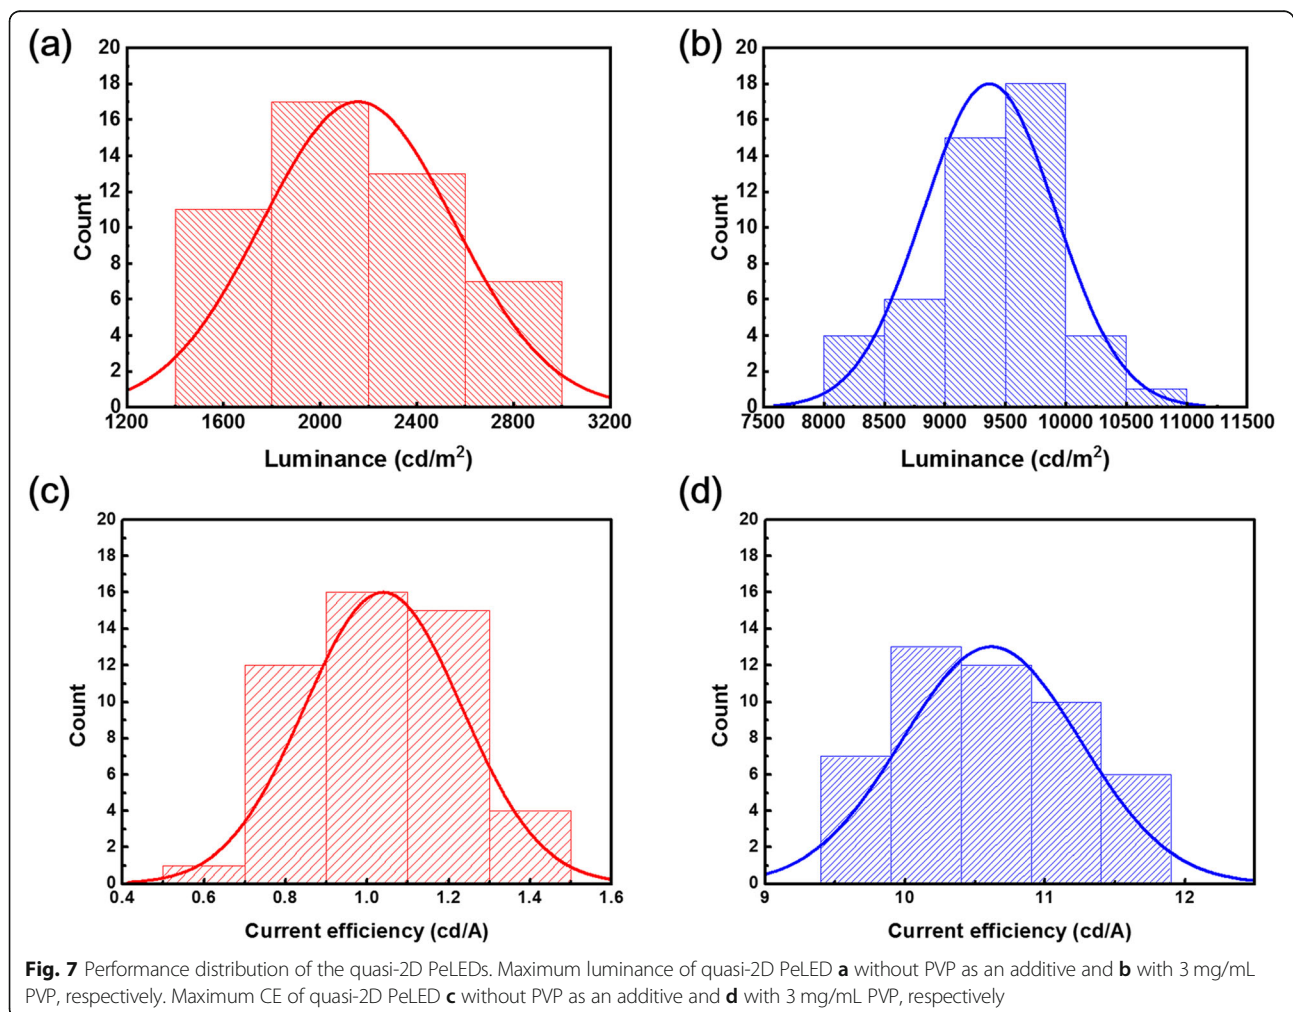 (a)
20
18
16
14
12
10
8
6
4
2
0
Count
1200 1600 2000 2400 2800 3200
Luminance (cd/m²)
(b)
20
18
16
14
12
10
8
6
4
2
0
Count
7500 8000 8500 9000 9500 10000 10500 11000 11500
Luminance (cd/m²)
(c)
20
18
16
14
12
10
8
6
4
2
0
Count
0.4 0.6 0.8 1.0 1.2 1.4 1.6
Current efficiency (cd/A)
(d)
20
18
16
14
12
10
8
6
4
2
0
Count
9 10 11 12
Current efficiency (cd/A)
Fig. 7 Performance distribution of the quasi-2D PeLEDs. Maximum luminance of quasi-2D PeLED a without PVP as an additive and b with 3 mg/mL
PVP, respectively. Maximum CE of quasi-2D PeLED c without PVP as an additive and d with 3 mg/mL PVP, respectively